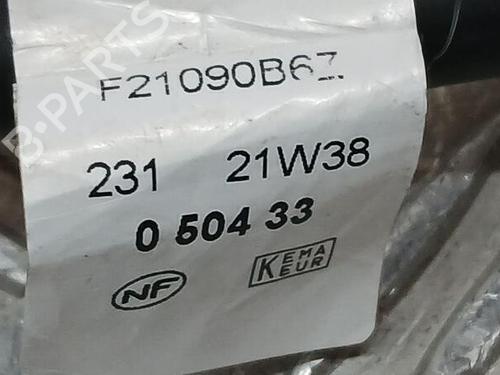 B-PARTS
F21090B6Z
231 21W38
0 504 33
NF
KEMA
KEUR